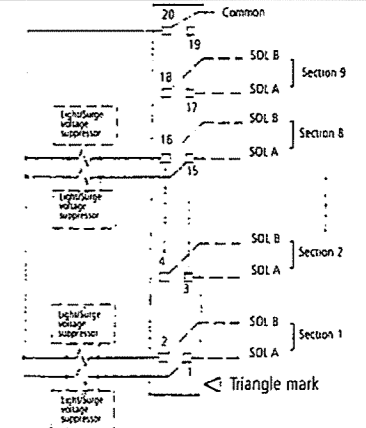 20 Common
19
18 SOL B
Section 9
17 SOL A
Light/Surge
voltage
suppressor
SOL B
16 Section 8
SOL A
15
Light/Surge
voltage
suppressor
4 SOL B
Section 2
SOL A
3
Light/Surge
voltage
suppressor
SOL B
2 Section 1
SOL A
1
Triangle mark
Light/Surge
voltage
suppressor